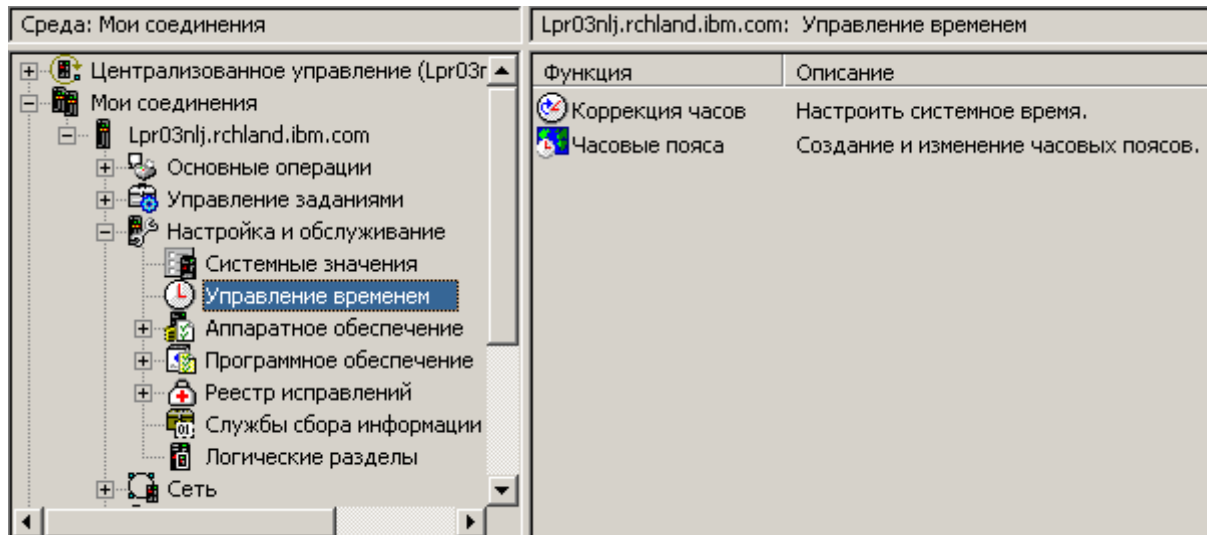 Среда: Мои соединения
Lpr03nlj.rchland.ibm.com: Управление временем
Централизованное управление (Lpr03r
Мои соединения
Lpr03nlj.rchland.ibm.com
Основные операции
Управление заданиями
Настройка и обслуживание
Системные значения
Управление временем
Аппаратное обеспечение
Программное обеспечение
Реестр исправлений
Службы сбора информации
Логические разделы
Сеть
Функция Описание
Коррекция часов Настроить системное время.
Часовые пояса Создание и изменение часовых поясов.